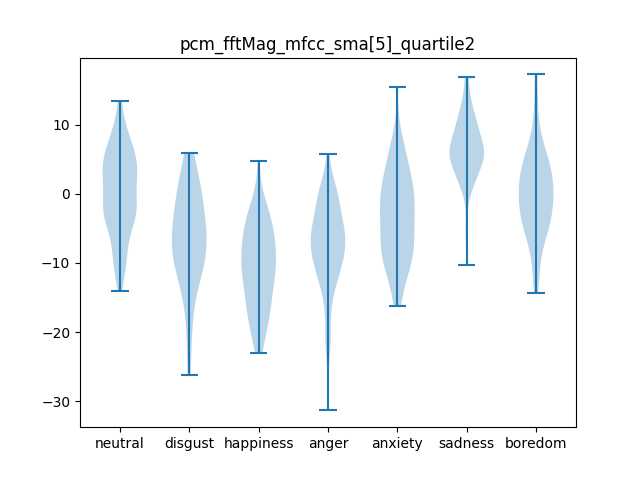 pcm_fftMag_mfcc_sma[5]_quartile2
10
0
−10
−20
−30
neutral disgust happiness anger anxiety sadness boredom